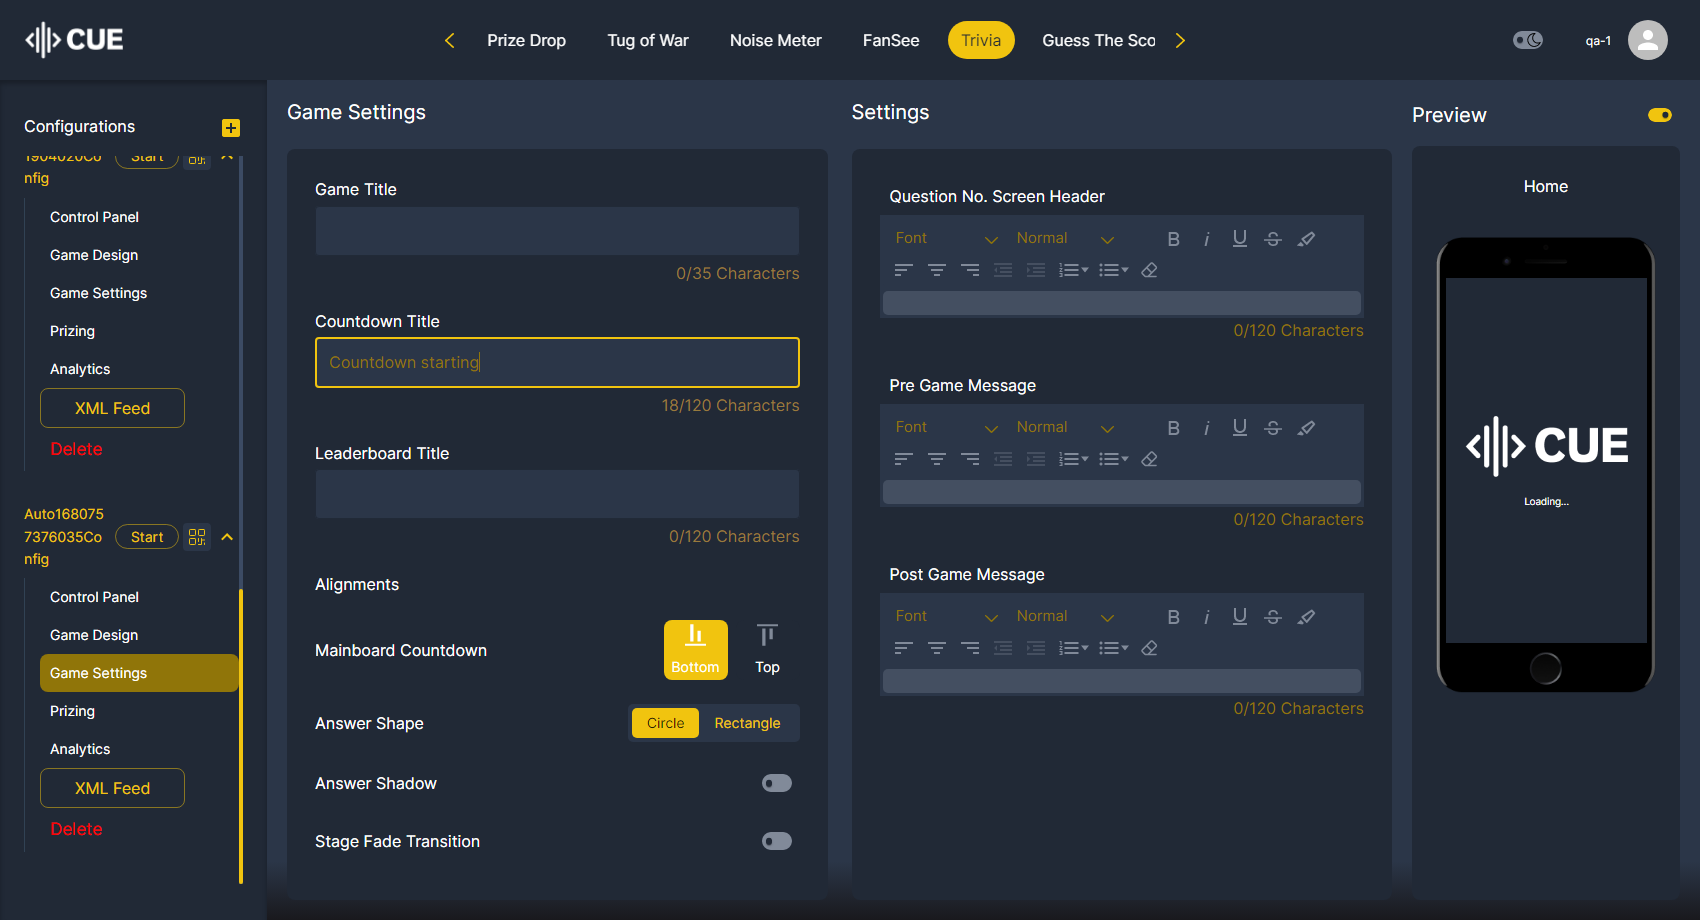 CUE
Prize Drop
Tug of War
Noise Meter
FanSee
Trivia
Guess The Sco
qa-1
Configurations
1904020Co
nfig
Start
Control Panel
Game Design
Game Settings
Prizing
Analytics
XML Feed
Delete
Auto168075
7376035Co
nfig
Start
Control Panel
Game Design
Game Settings
Prizing
Analytics
XML Feed
Delete
Game Settings
Game Title
0/35 Characters
Countdown Title
Countdown starting
18/120 Characters
Leaderboard Title
0/120 Characters
Alignments
Mainboard Countdown
Bottom
Top
Answer Shape
Circle
Rectangle
Answer Shadow
Stage Fade Transition
Settings
Question No. Screen Header
Font
Normal
B i U S
0/120 Characters
Pre Game Message
Font
Normal
B i U S
0/120 Characters
Post Game Message
Font
Normal
B i U S
0/120 Characters
Preview
Home
CUE
Loading...